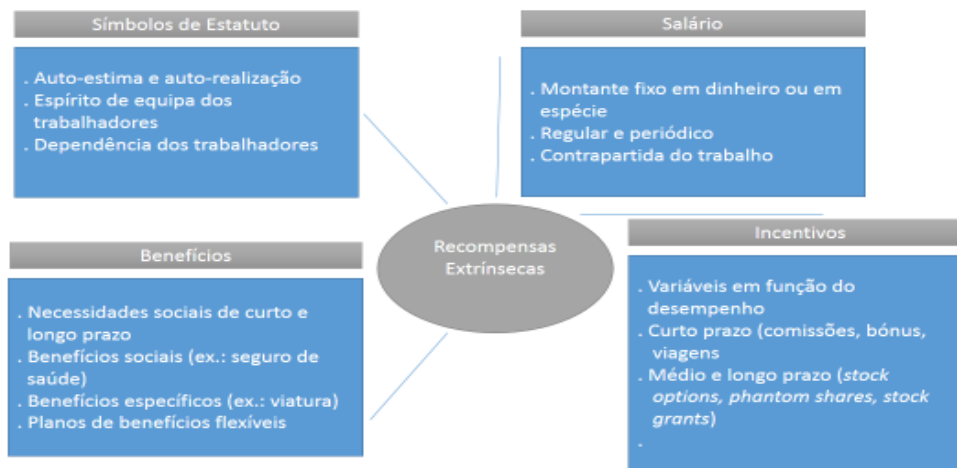 Símbolos de Estatuto
. Auto-estima e auto-realização
. Espírito de equipa dos
trabalhadores
. Dependência dos trabalhadores
Salário
. Montante fixo em dinheiro ou em
espécie
. Regular e periódico
. Contrapartida do trabalho
Recompensas
Extrínsecas
Benefícios
. Necessidades sociais de curto e
longo prazo
. Benefícios sociais (ex.: seguro de
saúde)
. Benefícios específicos (ex.: viatura)
. Planos de benefícios flexíveis
Incentivos
. Variáveis em função do
desempenho
. Curto prazo (comissões, bónus,
viagens
. Médio e longo prazo (stock
options, phantom shares, stock
grants)
.